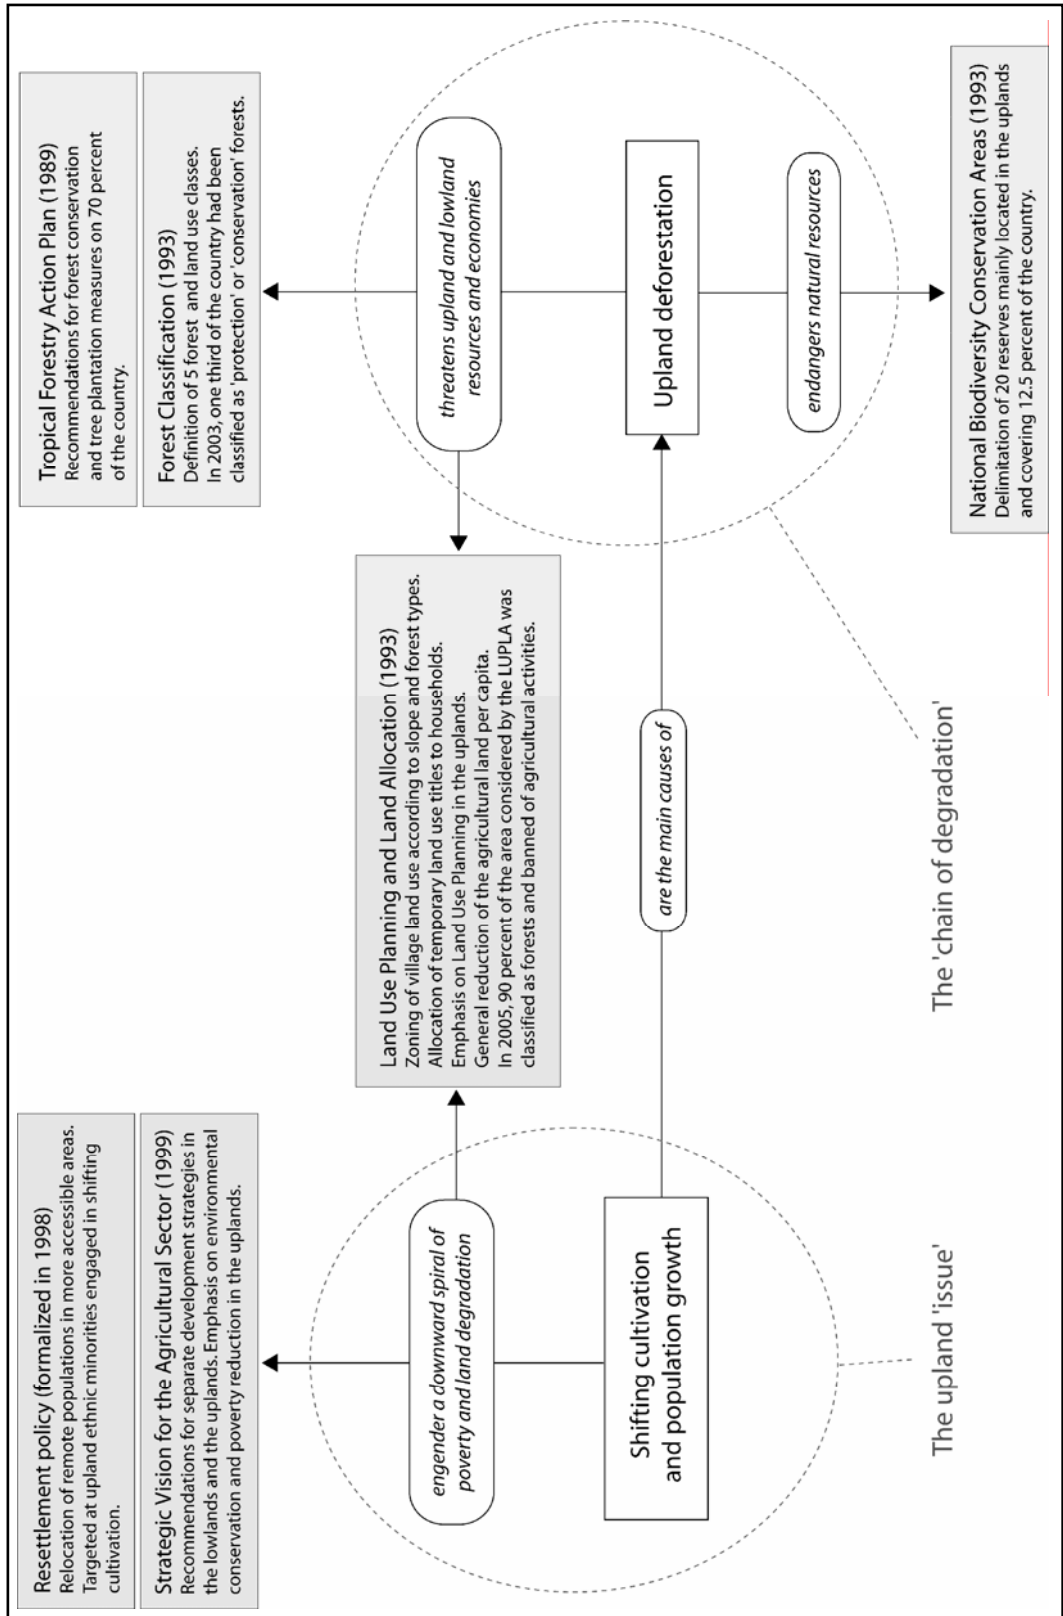 Resettlement policy (formalized in 1998)
Relocation of remote populations in more accessible areas.
Targeted at upland ethnic minorities engaged in shifting
cultivation.
Strategic Vision for the Agricultural Sector (1999)
Recommendations for separate development strategies in
the lowlands and the uplands. Emphasis on environmental
conservation and poverty reduction in the uplands.
Tropical Forestry Action Plan (1989)
Recommendations for forest conservation
and tree plantation measures on 70 percent
of the country.
Forest Classification (1993)
Definition of 5 forest and land use classes.
In 2003, one third of the country had been
classified as 'protection' or 'conservation' forests.
Land Use Planning and Land Allocation (1993)
Zoning of village land use according to slope and forest types.
Allocation of temporary land use titles to households.
Emphasis on Land Use Planning in the uplands.
General reduction of the agricultural land per capita.
In 2005, 90 percent of the area considered by the LUPLA was
classified as forests and banned of agricultural activities.
engender a downward spiral of
poverty and land degradation
threatens upland and lowland
resources and economies
Shifting cultivation
and population growth
are the main causes of
Upland deforestation
endangers natural resources
The upland 'issue'
The 'chain of degradation'
National Biodiversity Conservation Areas (1993)
Delimitation of 20 reserves mainly located in the uplands
and covering 12.5 percent of the country.